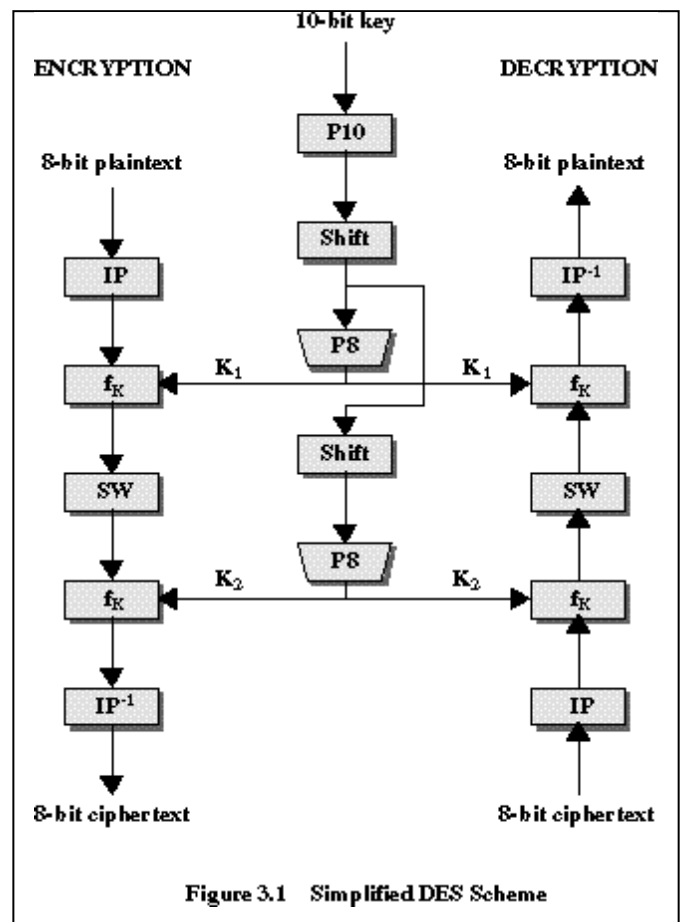 10-bit key
ENCRYPTION
DECRYPTION
P10
8-bit plaintext
8-bit plaintext
Shift
IP
IP⁻¹
P8
K₁
K₁
fK
fK
Shift
SW
SW
P8
K₂
K₂
fK
fK
IP⁻¹
IP
8-bit ciphertext
8-bit ciphertext
Figure 3.1 Simplified DES Scheme